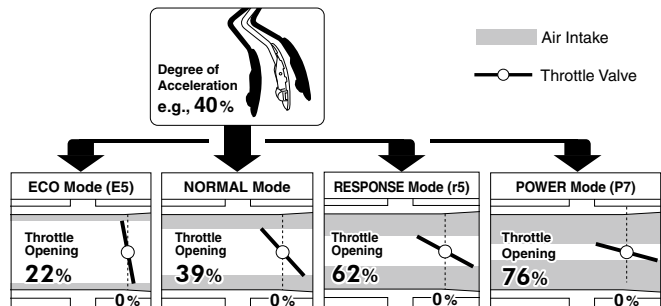 Degree of
Acceleration
e.g., 40%
Air Intake
Throttle Valve
ECO Mode (E5)
Throttle
Opening
22%
0%
NORMAL Mode
Throttle
Opening
39%
0%
RESPONSE Mode (r5)
Throttle
Opening
62%
0%
POWER Mode (P7)
Throttle
Opening
76%
0%